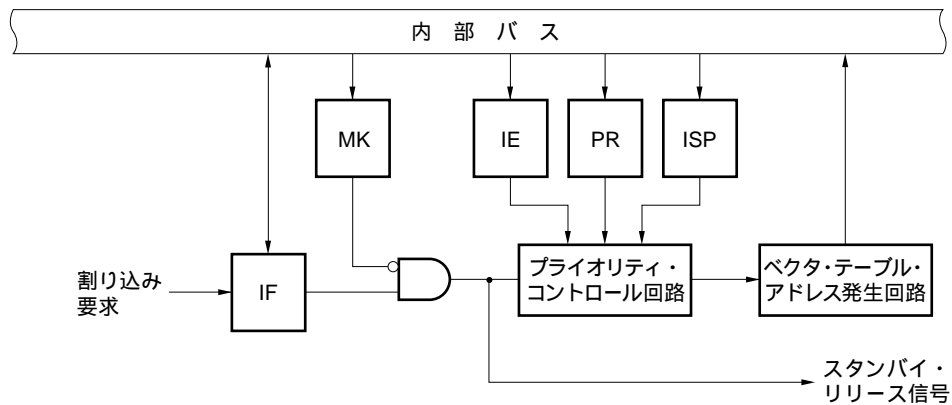 内 部 バ ス
MK
IE
PR
ISP
割り込み
要求
IF
プライオリティ・
コントロール回路
ベクタ・テーブル・
アドレス発生回路
スタンバイ・
リリース信号